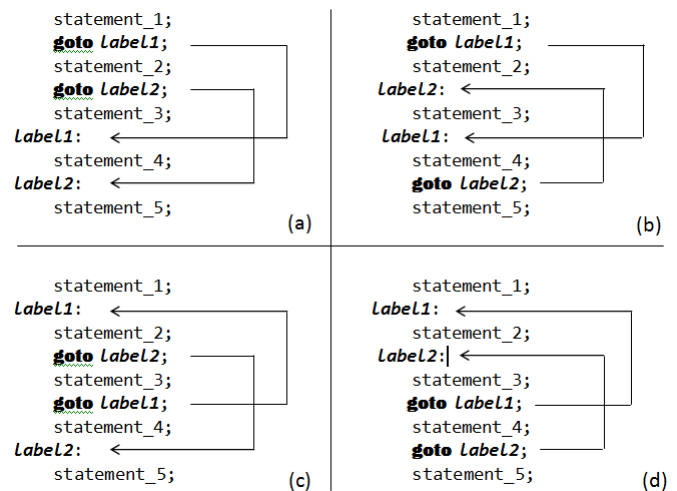 statement_1;
goto label1;
statement_2;
goto label2;
statement_3;
label1:
statement_4;
label2:
statement_5;
(a)
statement_1;
goto label1;
statement_2;
label2:
statement_3;
label1:
statement_4;
goto label2;
statement_5;
(b)
statement_1;
label1:
statement_2;
goto label2;
statement_3;
goto label1;
statement_4;
label2:
statement_5;
(c)
statement_1;
label1:
statement_2;
label2:
statement_3;
goto label1;
statement_4;
goto label2;
statement_5;
(d)